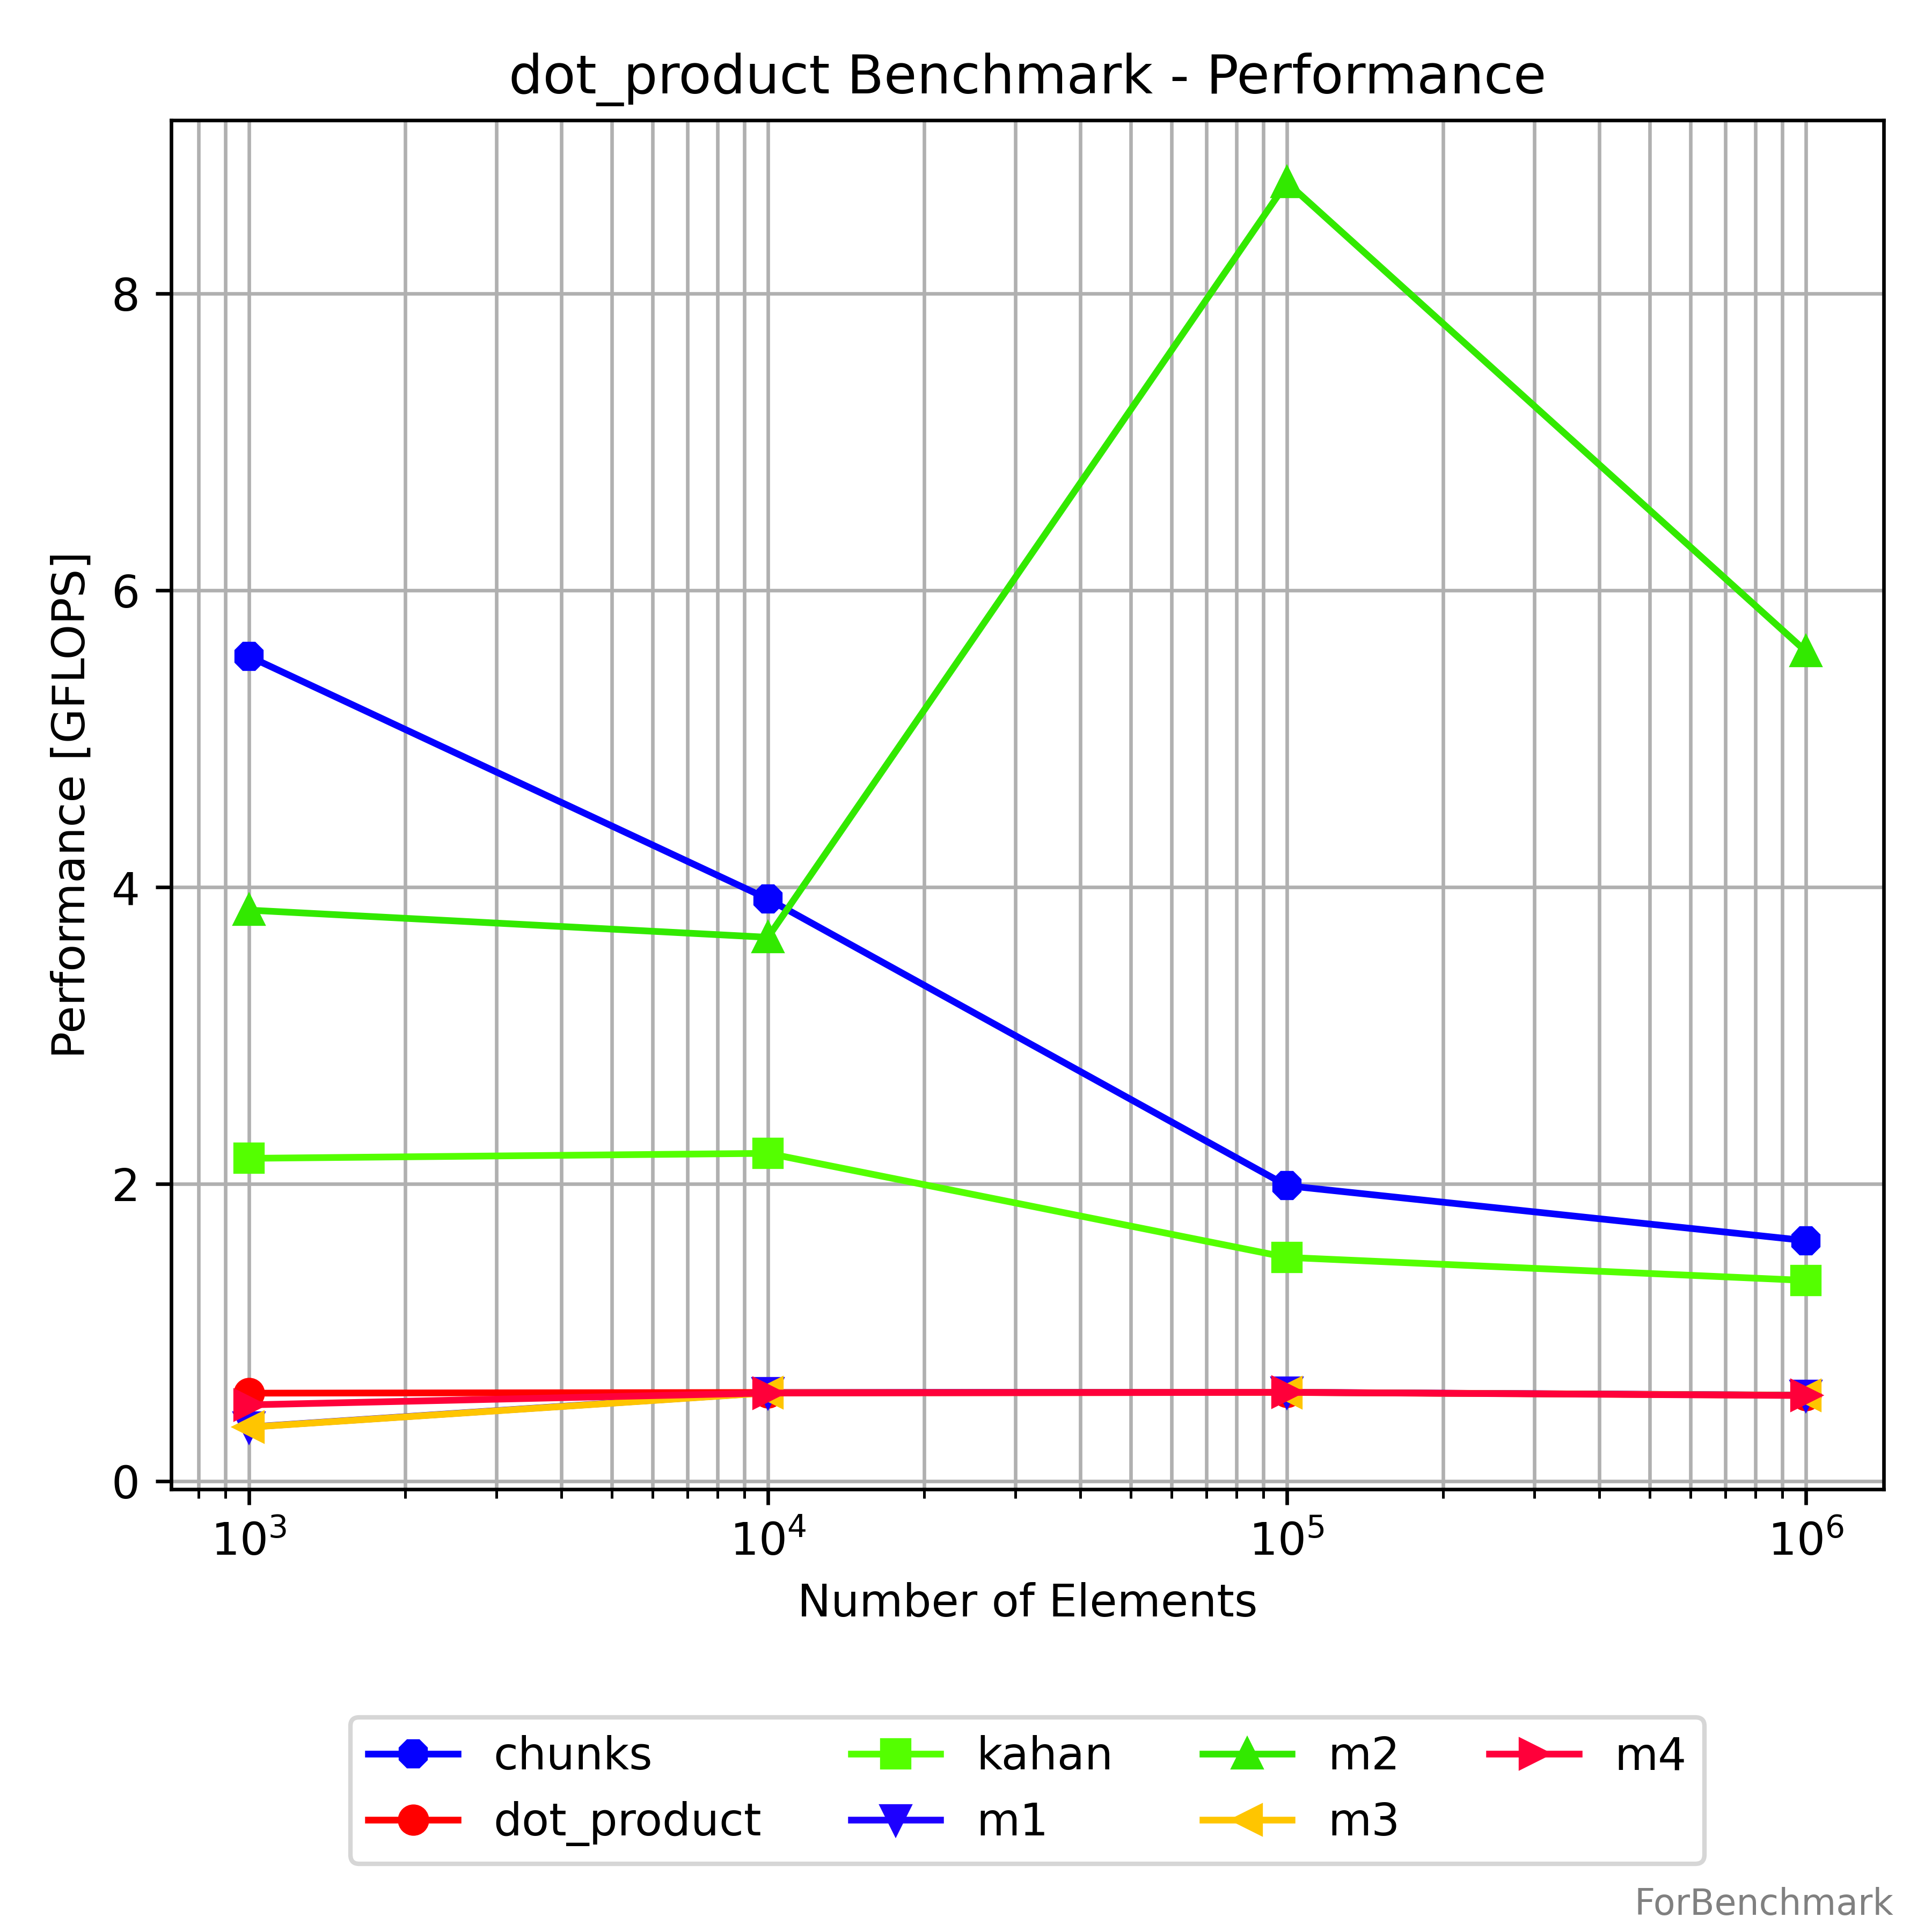 dot_product Benchmark - Performance
Performance [GFLOPS]
8
6
4
2
0
10³ 10⁴ 10⁵ 10⁶
Number of Elements
chunks kahan m2 m4
dot_product m1 m3
ForBenchmark